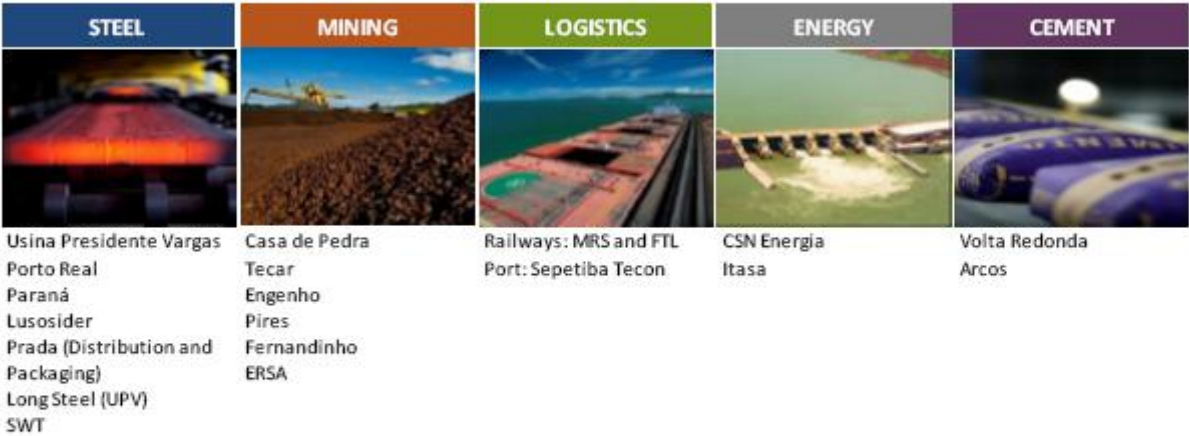 STEEL
MINING
LOGISTICS
ENERGY
CEMENT
Usina Presidente Vargas
Porto Real
Paraná
Lusosider
Prada (Distribution and
Packaging)
Long Steel (UPV)
SWT
Casa de Pedra
Tecar
Engenho
Pires
Fernandinho
ERSA
Railways: MRS and FTL
Port: Sepetiba Tecon
CSN Energia
Itasa
Volta Redonda
Arcos